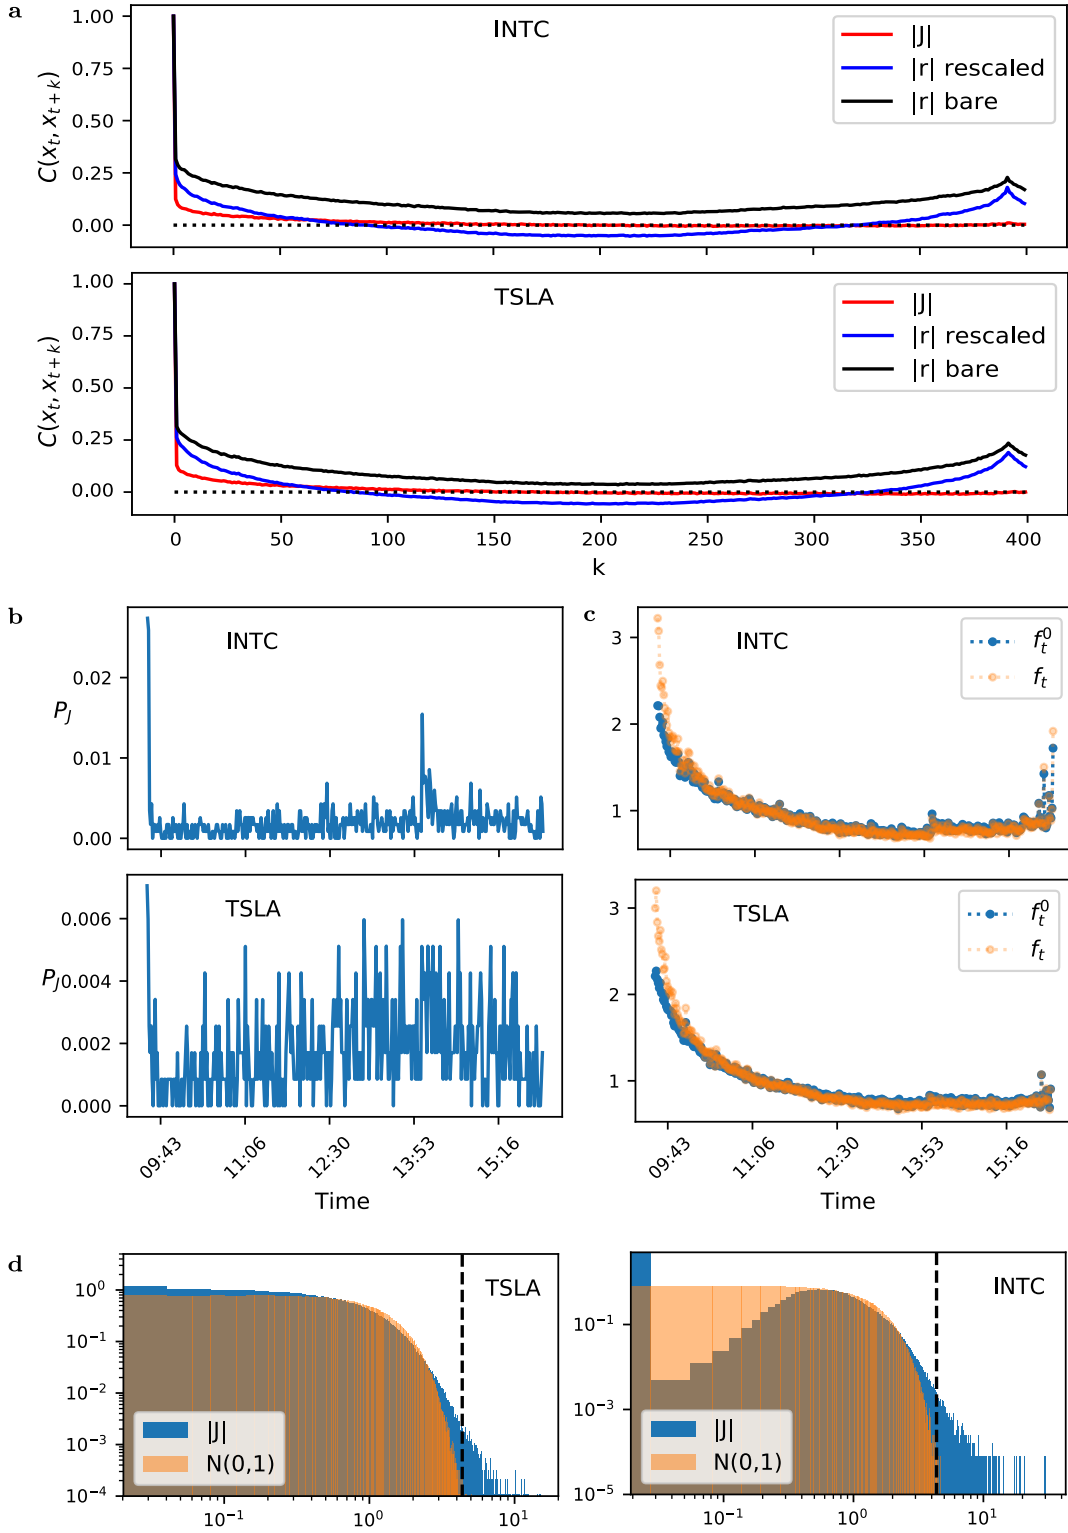 a
INTC
|J|
|r| rescaled
|r| bare
1.00
0.75
0.50
0.25
0.00
C(x_t, x_{t+k})
TSLA
|J|
|r| rescaled
|r| bare
1.00
0.75
0.50
0.25
0.00
C(x_t, x_{t+k})
0 50 100 150 200 250 300 350 400
k
b
INTC
0.02
0.01
0.00
P_J
TSLA
0.006
0.004
0.002
0.000
P_J
09:43 11:06 12:30 13:53 15:16
Time
c
INTC
f_t^0
f_t
3
2
1
TSLA
f_t^0
f_t
3
2
1
09:43 11:06 12:30 13:53 15:16
Time
d
TSLA
10^0
10^{-1}
10^{-2}
10^{-3}
10^{-4}
|J|
N(0,1)
10^{-1} 10^0 10^1
INTC
10^{-1}
10^{-3}
10^{-5}
|J|
N(0,1)
10^{-1} 10^0 10^1